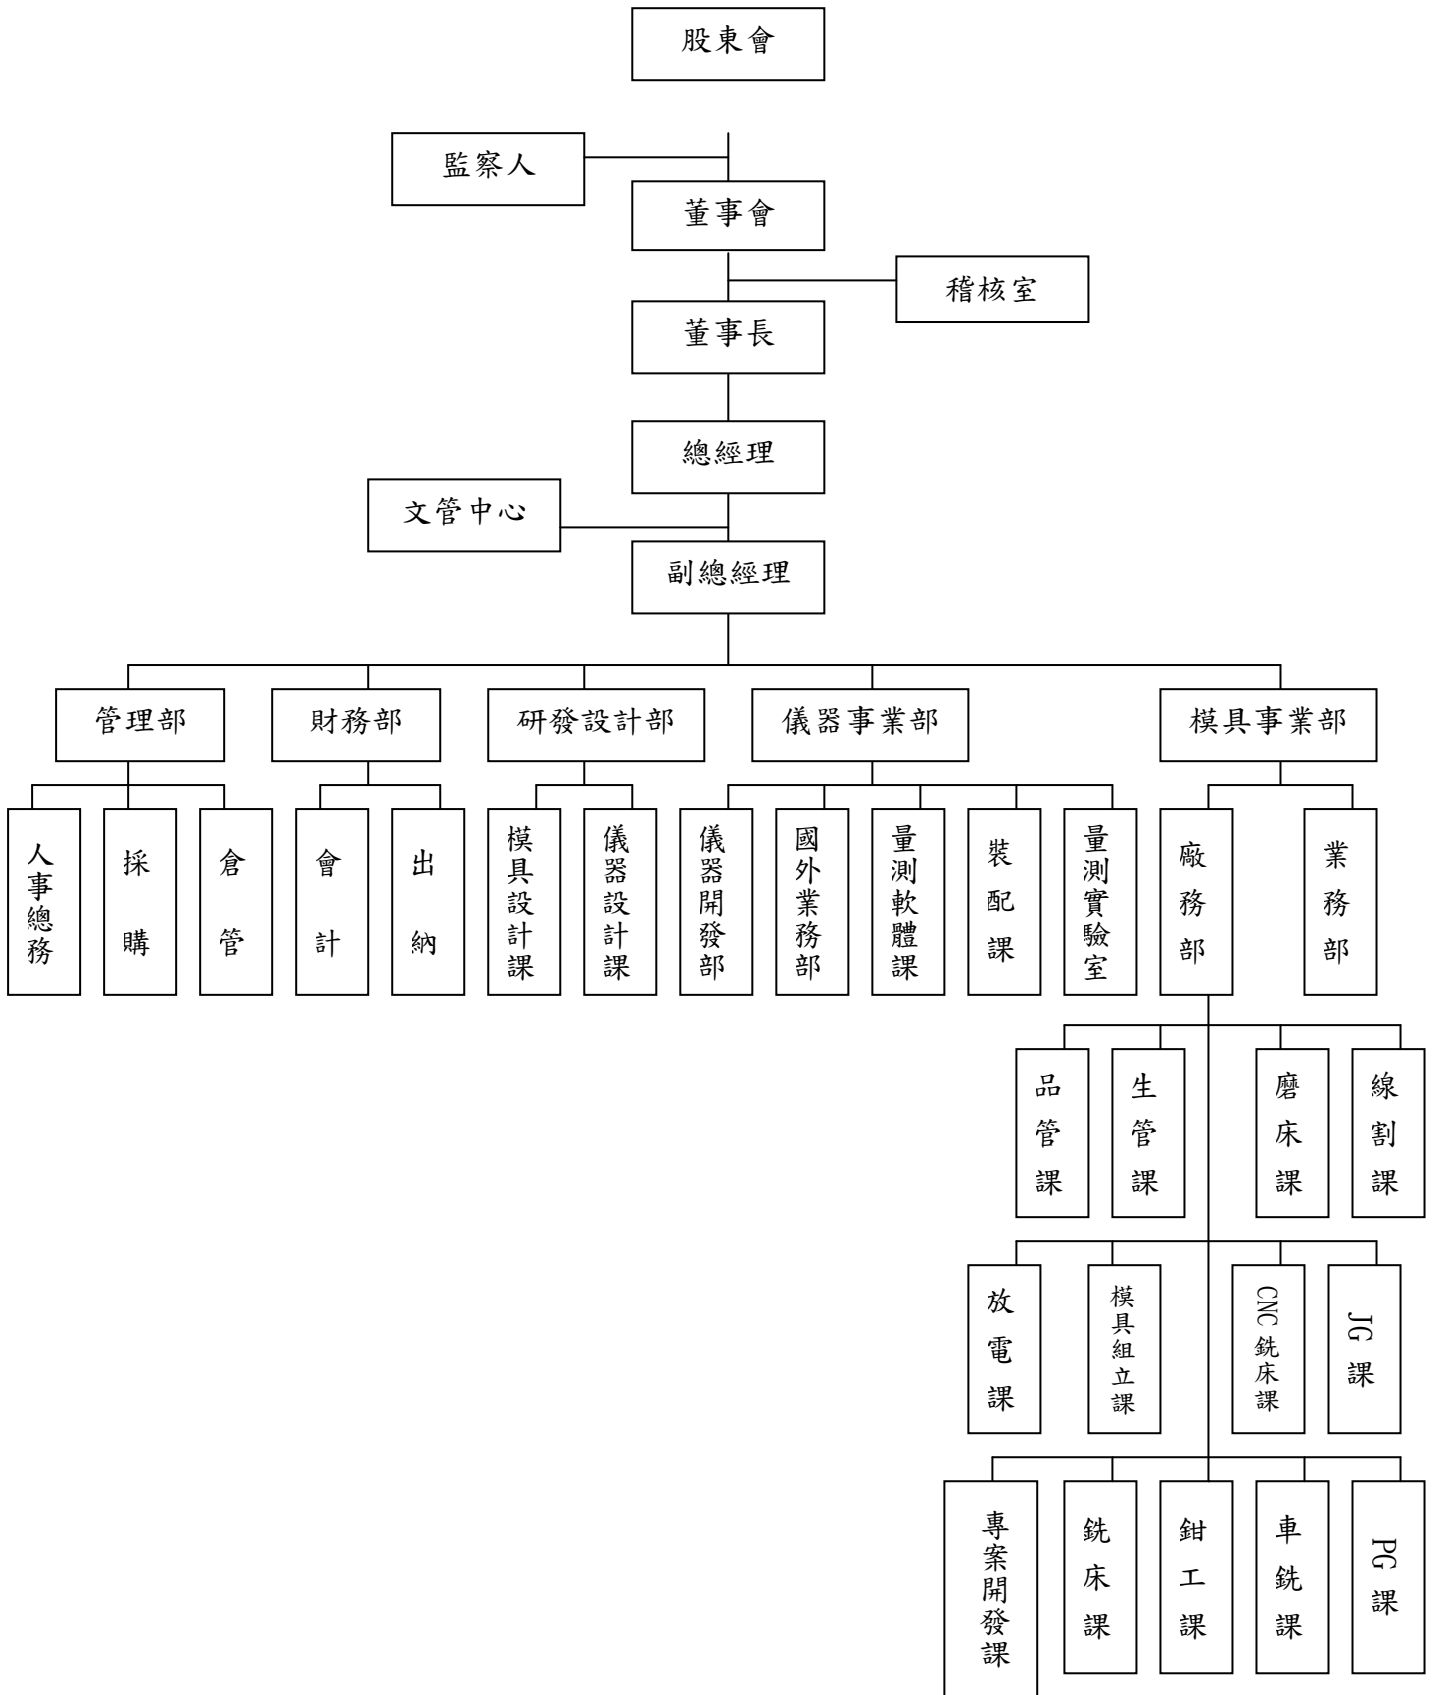 股東會
監察人
董事會
稽核室
董事長
總經理
文管中心
副總經理
管理部
財務部
研發設計部
儀器事業部
模具事業部
人事總務
採購
倉管
會計
出納
模具設計課
儀器設計課
儀器開發部
國外業務部
量測軟體課
裝配課
量測實驗室
廠務部
業務部
品管課
生管課
磨床課
線割課
放電課
模具組立課
CNC銑床課
JG課
專案開發課
銑床課
鉗工課
車銑課
PG課